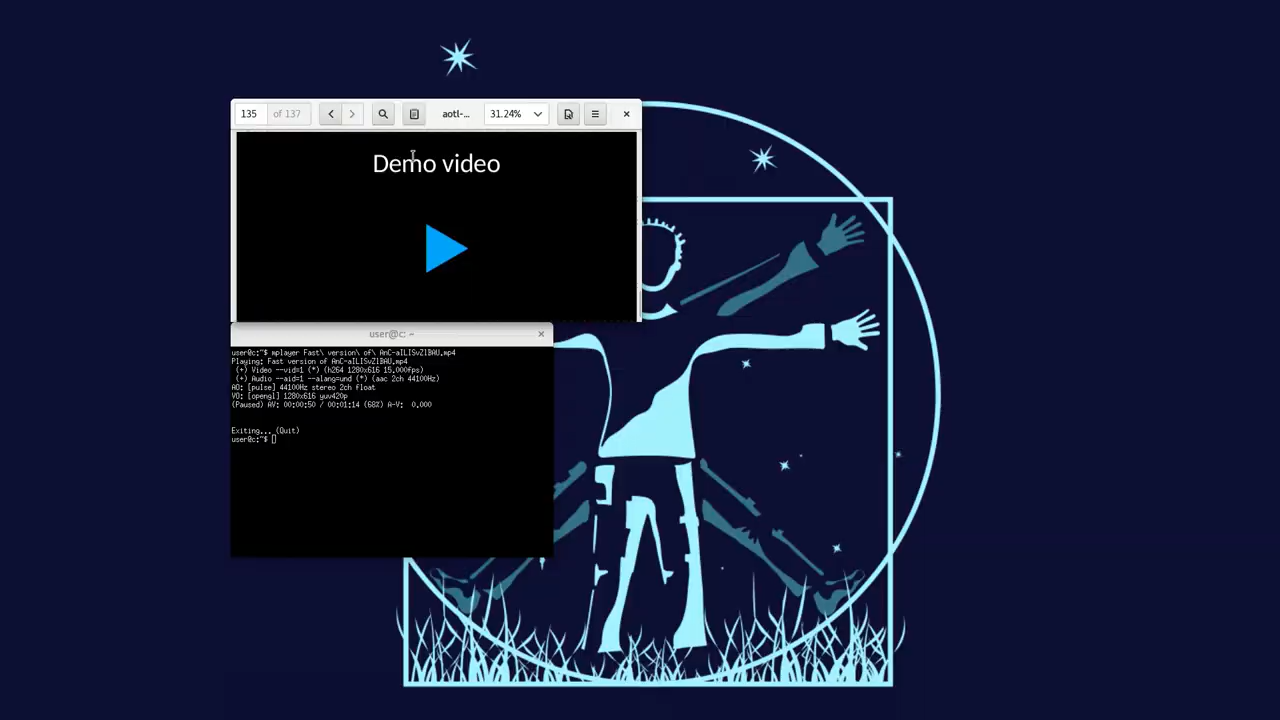 135 of 137 aotl-... 31.24%
Demo video
user@c: ~
user@c:~$ mplayer Fast\ version\ of\ AnC-aILISvZlBAU.mp4
Playing: Fast version of AnC-aILISvZlBAU.mp4
(+) Video --vid=1 (*) (h264 1280x616 15.000fps)
(+) Audio --aid=1 --alang=und (*) (aac 2ch 44100Hz)
AO: [pulse] 44100Hz stereo 2ch float
VO: [opengl] 1280x616 yuv420p
(Paused) AV: 00:00:50 / 00:01:14 (68%) A-V: 0.000
Exiting... (Quit)
user@c:~$